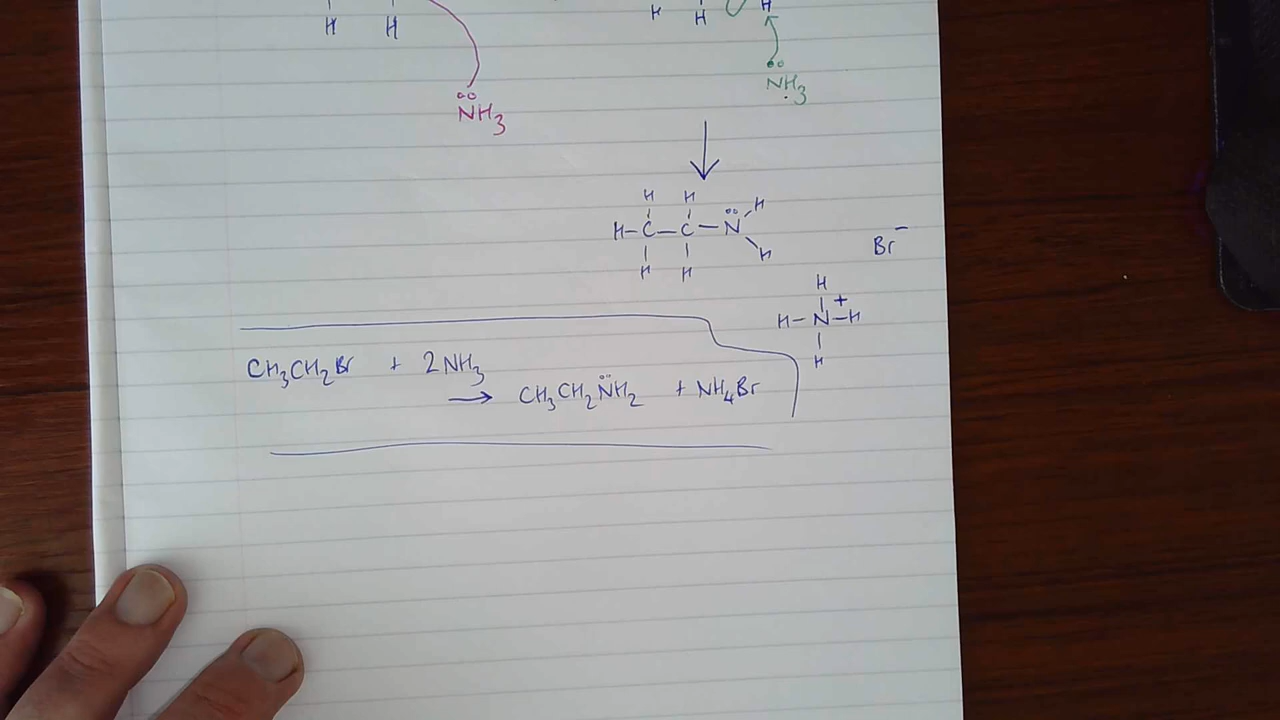 H H H H H
NH3 NH3
H H
H–C–C–N H
H H H
Br⁻
H
H–N⁺–H
H
CH3CH2Br + 2NH3
→ CH3CH2NH2 + NH4Br